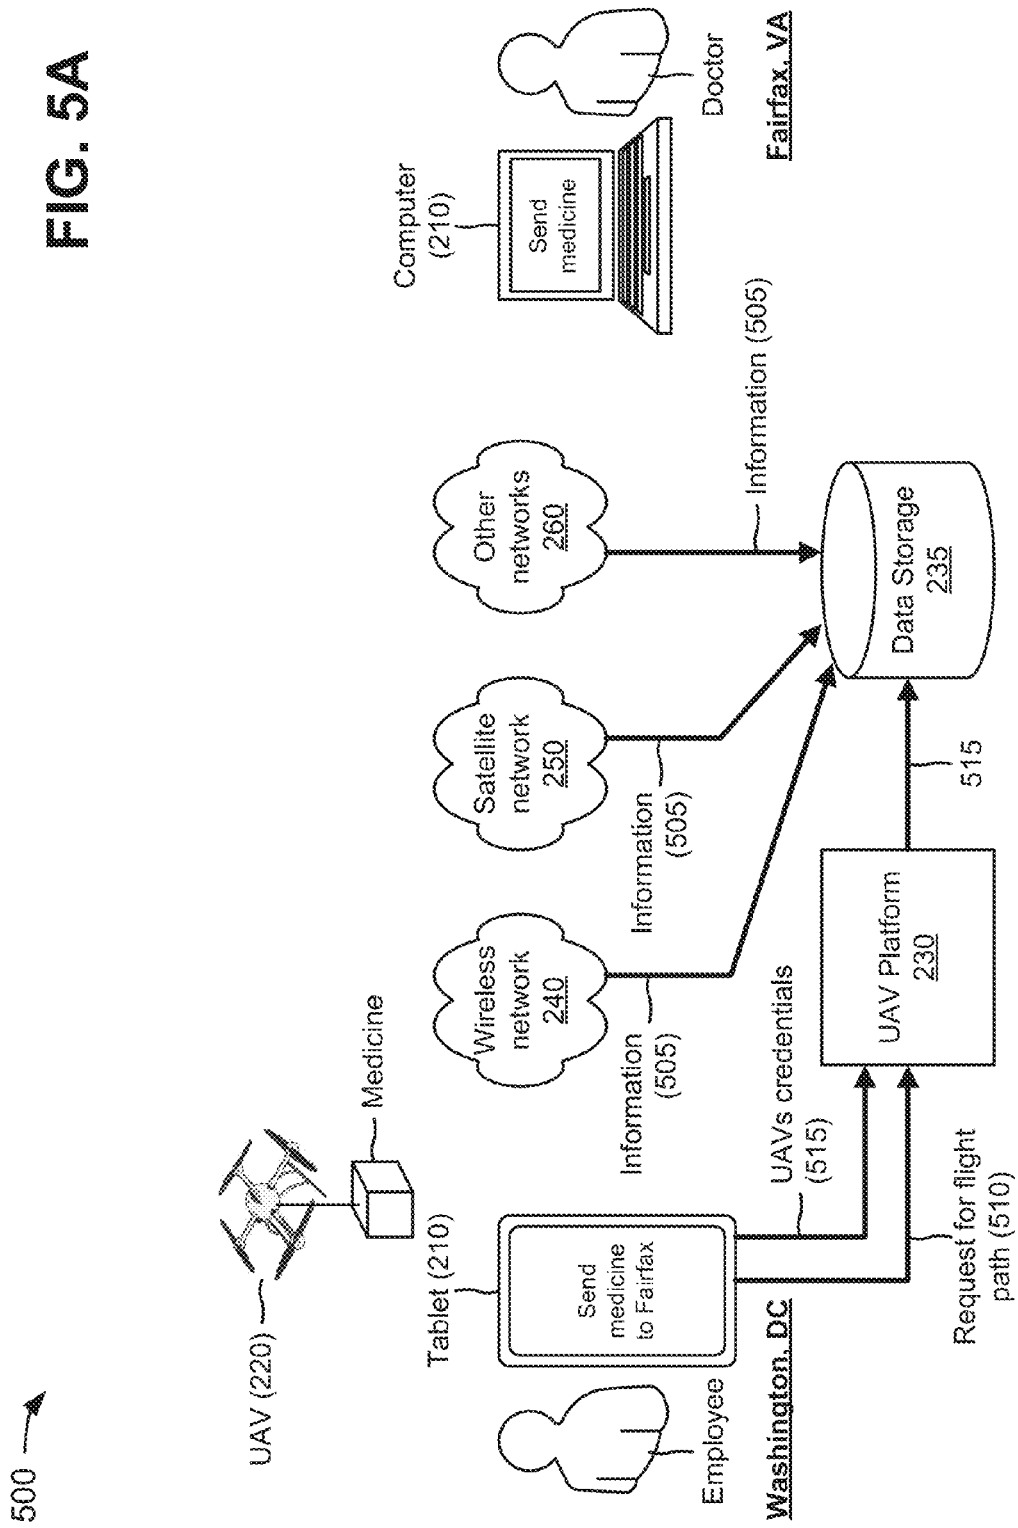 500
UAV (220)
Medicine
Employee
Washington, DC
Tablet (210)
Send
medicine
to Fairfax
Request for flight
path (510)
UAVs credentials
(515)
Wireless
network
240
Information
(505)
UAV Platform
230
515
Satellite
network
250
Information
(505)
Other
networks
260
Information (505)
Data Storage
235
Computer
(210)
Send
medicine
Doctor
Fairfax, VA
FIG. 5A